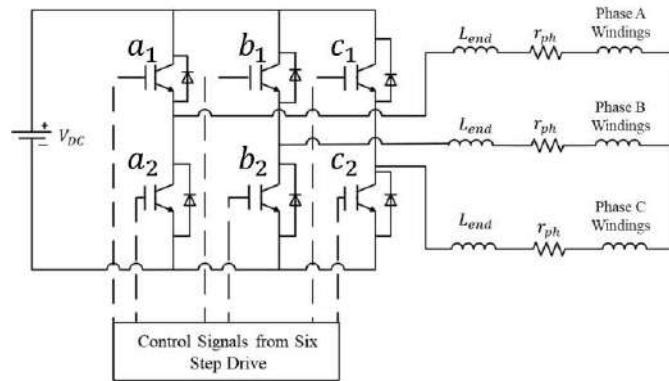 a1
b1
c1
Lend
rph
Phase A
Windings
VDC
Lend
rph
Phase B
Windings
a2
b2
c2
Lend
rph
Phase C
Windings
Control Signals from Six
Step Drive